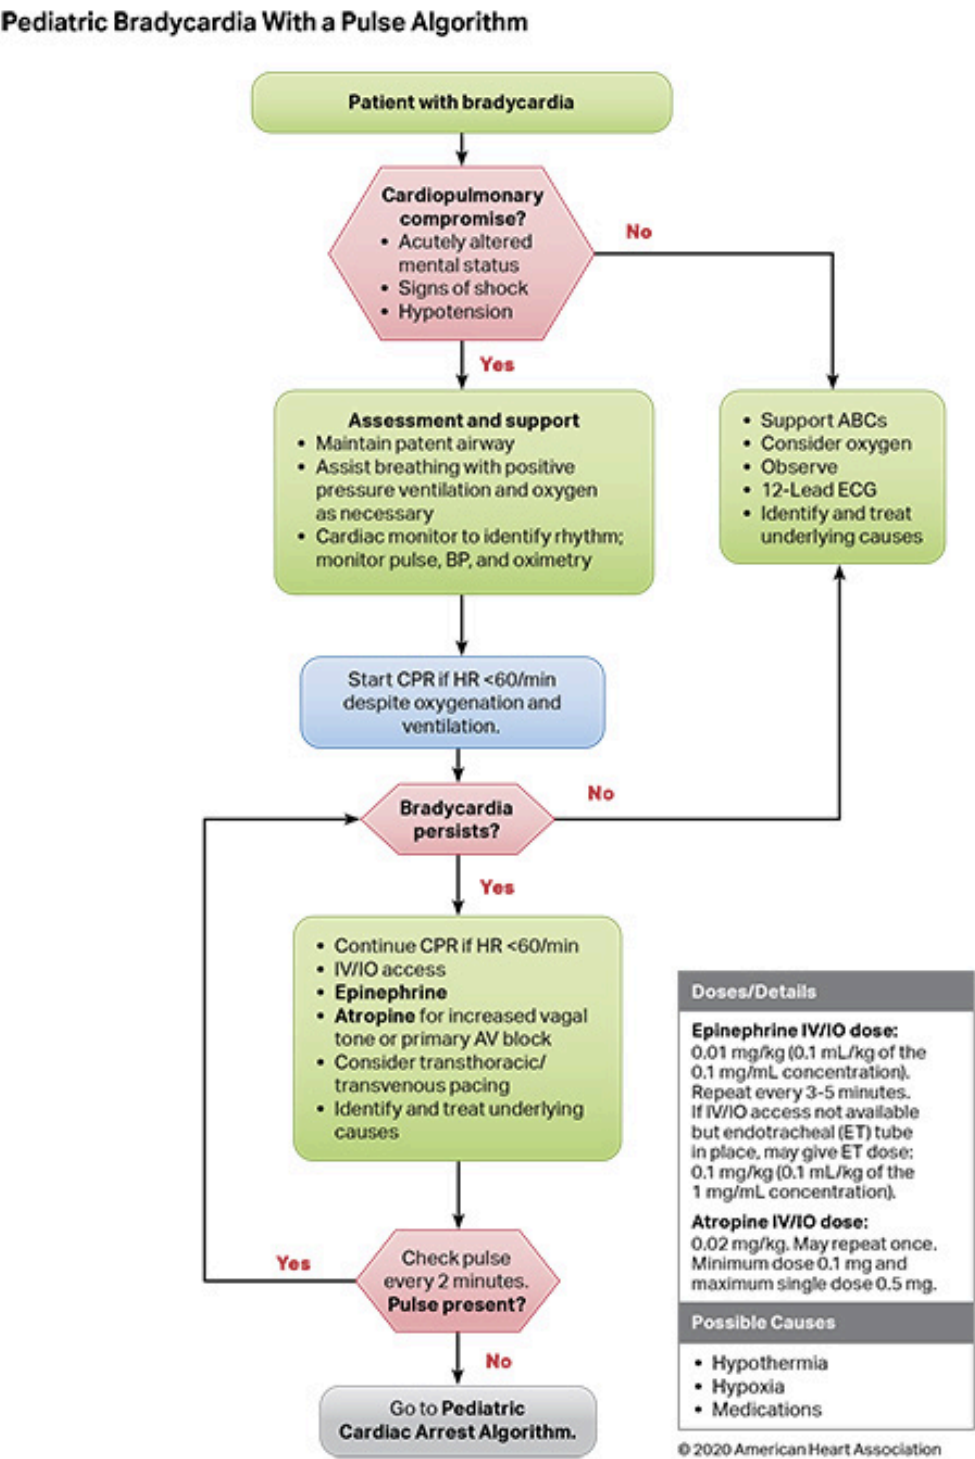 Pediatric Bradycardia With a Pulse Algorithm
Patient with bradycardia
Cardiopulmonary
compromise?
• Acutely altered
mental status
• Signs of shock
• Hypotension
No
Yes
Assessment and support
• Maintain patent airway
• Assist breathing with positive
pressure ventilation and oxygen
as necessary
• Cardiac monitor to identify rhythm;
monitor pulse, BP, and oximetry
• Support ABCs
• Consider oxygen
• Observe
• 12-Lead ECG
• Identify and treat
underlying causes
Start CPR if HR <60/min
despite oxygenation and
ventilation.
Bradycardia
persists?
No
Yes
• Continue CPR if HR <60/min
• IV/IO access
• Epinephrine
• Atropine for increased vagal
tone or primary AV block
• Consider transthoracic/
transvenous pacing
• Identify and treat underlying
causes
Check pulse
every 2 minutes.
Pulse present?
Yes
No
Go to Pediatric
Cardiac Arrest Algorithm.
Doses/Details
Epinephrine IV/IO dose:
0.01 mg/kg (0.1 mL/kg of the
0.1 mg/mL concentration).
Repeat every 3-5 minutes.
If IV/IO access not available
but endotracheal (ET) tube
in place, may give ET dose:
0.1 mg/kg (0.1 mL/kg of the
1 mg/mL concentration).
Atropine IV/IO dose:
0.02 mg/kg. May repeat once.
Minimum dose 0.1 mg and
maximum single dose 0.5 mg.
Possible Causes
• Hypothermia
• Hypoxia
• Medications
© 2020 American Heart Association